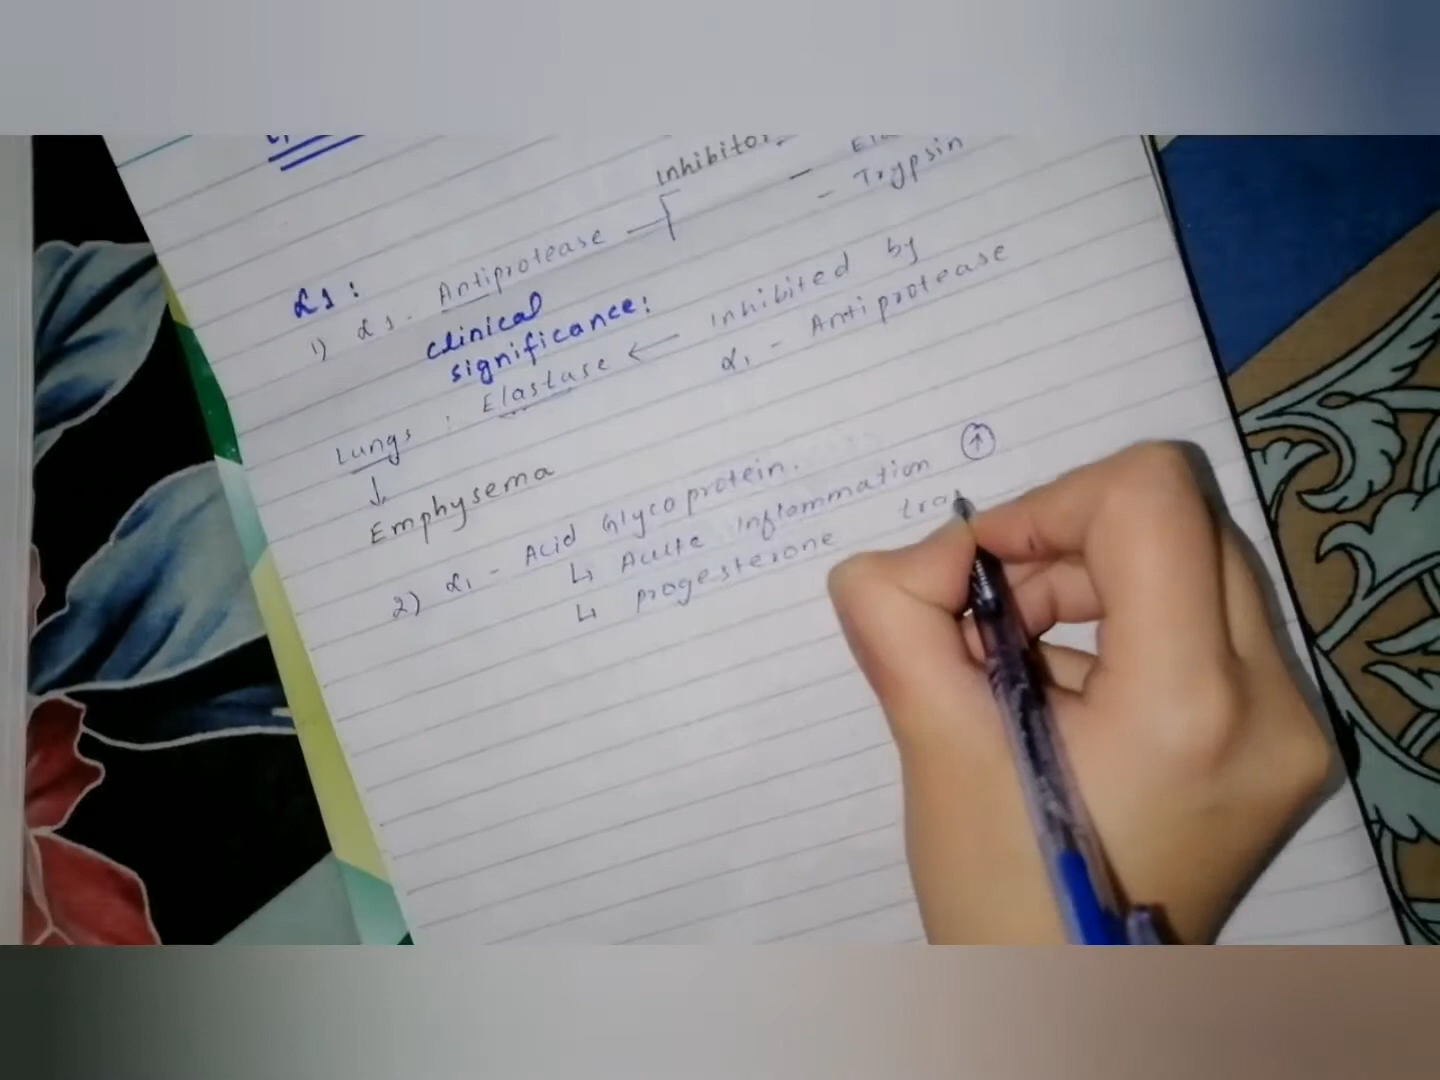 Inhibitor.
- Trypsin
α1:
1) α1 - Antiprotease
clinical
significance:
Lungs : Elastase ← Inhibited by
α1 - Antiprotease
↓
Emphysema
2) α1 - Acid Glycoprotein.
↳ Acute Inflammation ↑
↳ progesterone tra